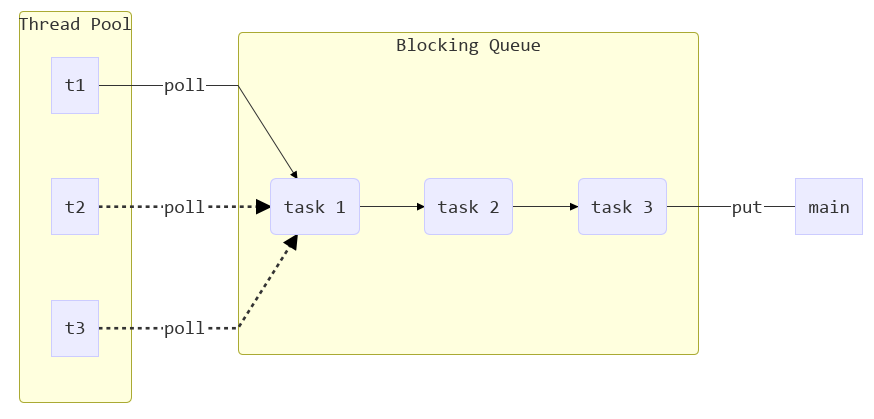 Thread Pool
Blocking Queue
t1
poll
t2
poll
task 1
task 2
task 3
put
main
t3
poll